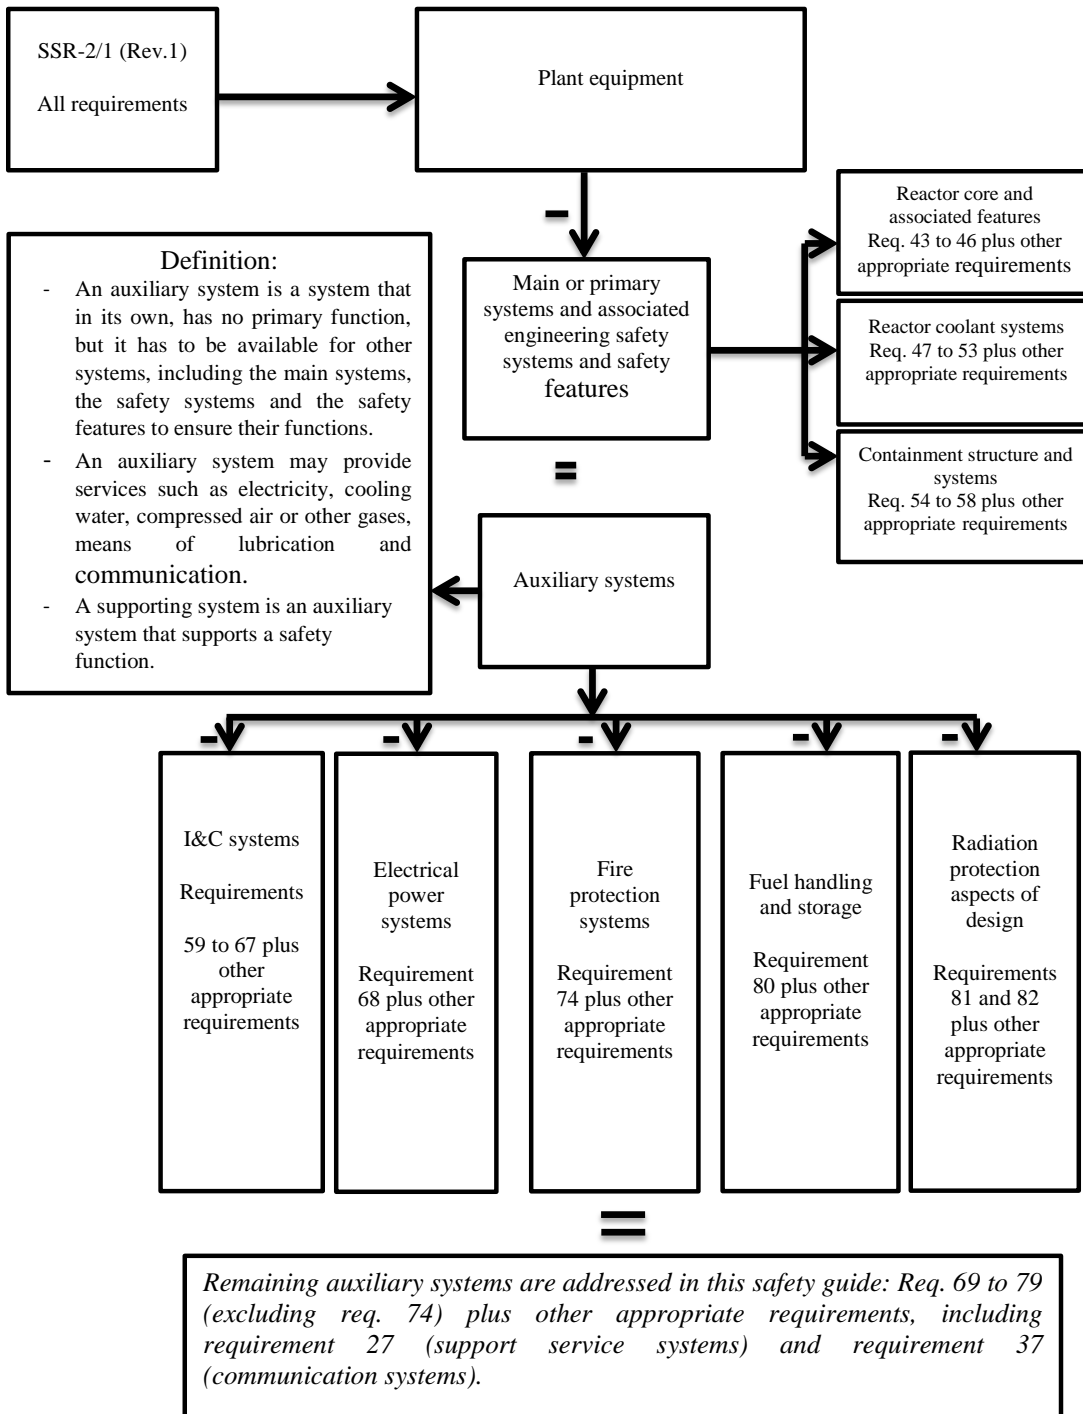 SSR-2/1 (Rev.1)
All requirements
Plant equipment
Reactor core and
associated features
Req. 43 to 46 plus other
appropriate requirements
Main or primary
systems and associated
engineering safety
systems and safety
features
Reactor coolant systems
Req. 47 to 53 plus other
appropriate requirements
Containment structure and
systems
Req. 54 to 58 plus other
appropriate requirements
Definition:
- An auxiliary system is a system that
in its own, has no primary function,
but it has to be available for other
systems, including the main systems,
the safety systems and the safety
features to ensure their functions.
- An auxiliary system may provide
services such as electricity, cooling
water, compressed air or other gases,
means of lubrication and
communication.
- A supporting system is an auxiliary
system that supports a safety
function.
Auxiliary systems
I&C systems
Requirements
59 to 67 plus
other
appropriate
requirements
Electrical
power
systems
Requirement
68 plus other
appropriate
requirements
Fire
protection
systems
Requirement
74 plus other
appropriate
requirements
Fuel handling
and storage
Requirement
80 plus other
appropriate
requirements
Radiation
protection
aspects of
design
Requirements
81 and 82
plus other
appropriate
requirements
Remaining auxiliary systems are addressed in this safety guide: Req. 69 to 79
(excluding req. 74) plus other appropriate requirements, including
requirement 27 (support service systems) and requirement 37
(communication systems).